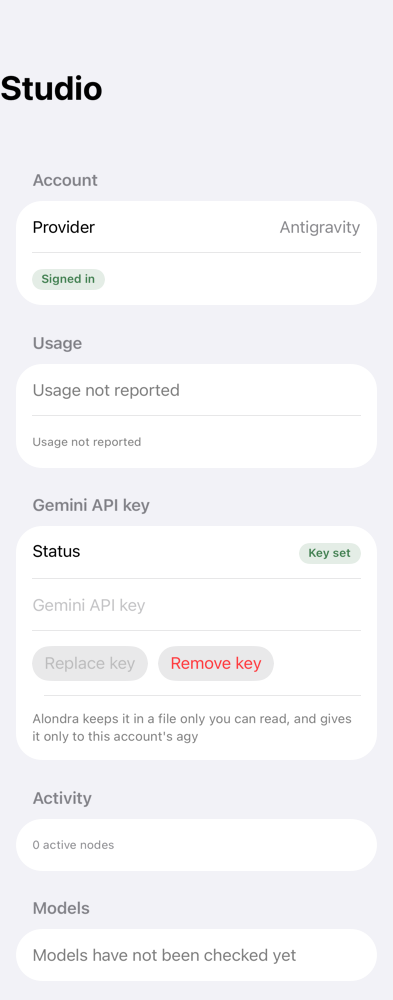 Studio
Account
Provider Antigravity
Signed in
Usage
Usage not reported
Usage not reported
Gemini API key
Status Key set
Gemini API key
Replace key Remove key
Alondra keeps it in a file only you can read, and gives
it only to this account's agy
Activity
0 active nodes
Models
Models have not been checked yet